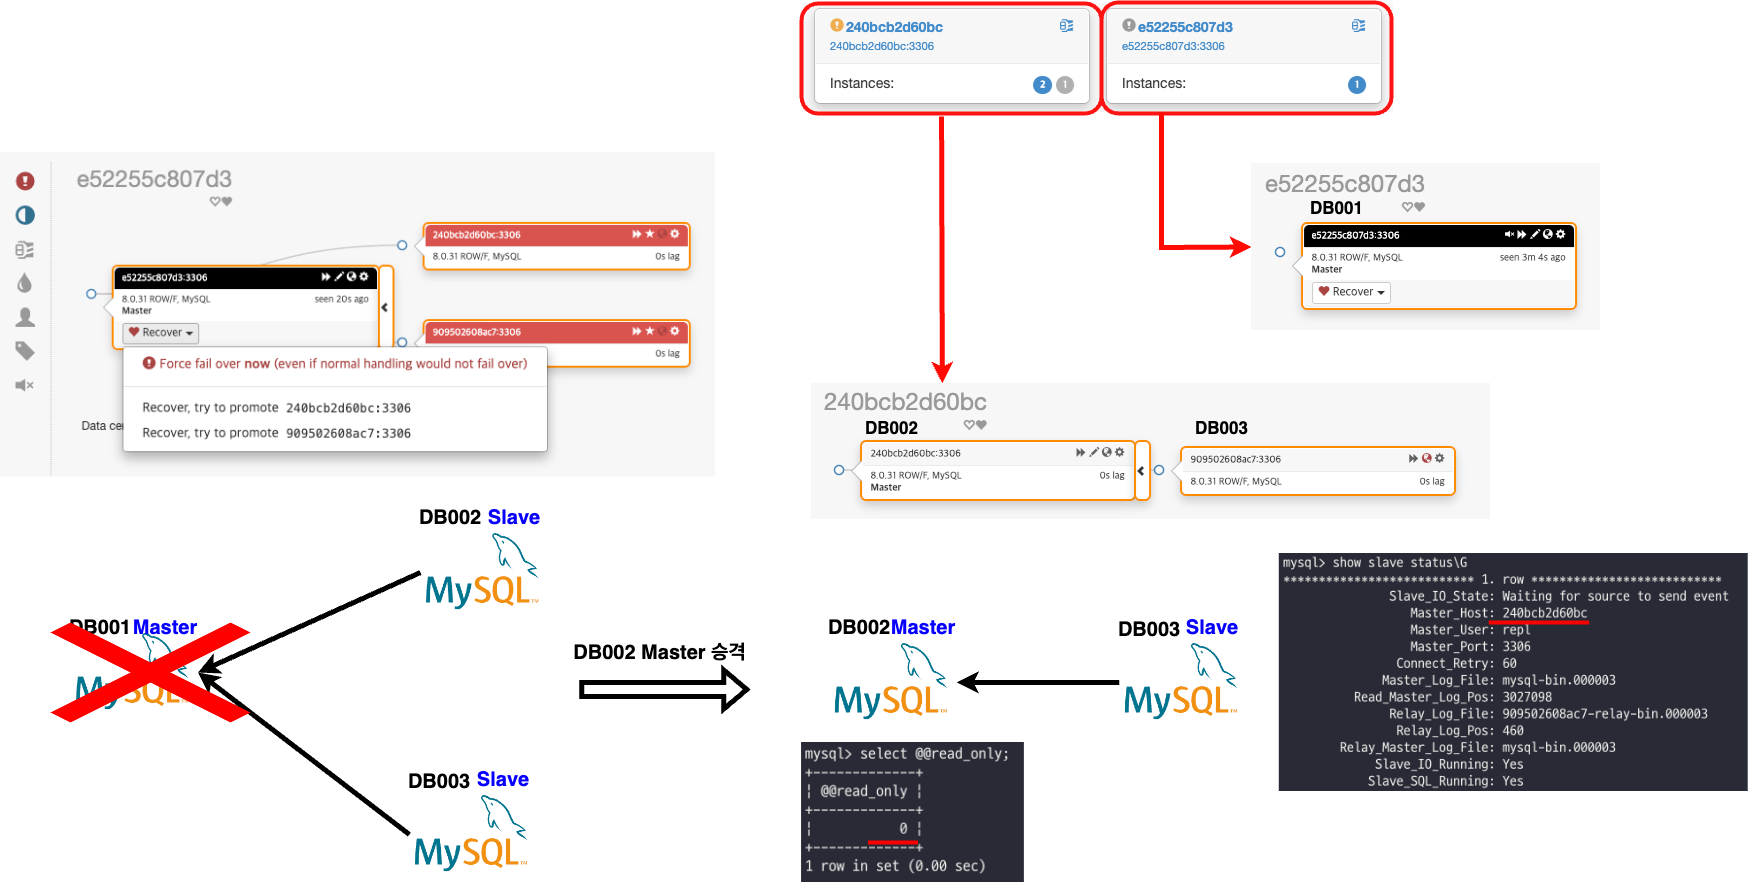 240bcb2d60bc
240bcb2d60bc:3306
Instances:
2
1
e52255c807d3
e52255c807d3:3306
Instances:
1
e52255c807d3
240bcb2d60bc:3306
8.0.31 ROW/F, MySQL
0s lag
e52255c807d3:3306
8.0.31 ROW/F, MySQL
seen 20s ago
Master
Recover
909502608ac7:3306
0s lag
Force fail over now (even if normal handling would not fail over)
Recover, try to promote 240bcb2d60bc:3306
Recover, try to promote 909502608ac7:3306
Data cen
e52255c807d3
DB001
e52255c807d3:3306
8.0.31 ROW/F, MySQL
seen 3m 4s ago
Master
Recover
240bcb2d60bc
DB002
240bcb2d60bc:3306
8.0.31 ROW/F, MySQL
0s lag
Master
DB003
909502608ac7:3306
8.0.31 ROW/F, MySQL
0s lag
DB002 Slave
MySQL™
DB001 Master
MySQL
DB003 Slave
MySQL™
DB002 Master 승격
DB002Master
MySQL™
DB003 Slave
MySQL™
mysql> select @@read_only;
+-------------+
| @@read_only |
+-------------+
| 0 |
+-------------+
1 row in set (0.00 sec)
mysql> show slave status\G
*************************** 1. row ***************************
Slave_IO_State: Waiting for source to send event
Master_Host: 240bcb2d60bc
Master_User: repl
Master_Port: 3306
Connect_Retry: 60
Master_Log_File: mysql-bin.000003
Read_Master_Log_Pos: 3027098
Relay_Log_File: 909502608ac7-relay-bin.000003
Relay_Log_Pos: 460
Relay_Master_Log_File: mysql-bin.000003
Slave_IO_Running: Yes
Slave_SQL_Running: Yes